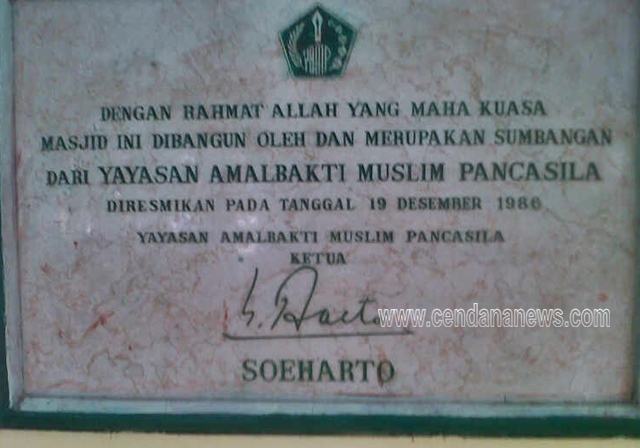 DENGAN RAHMAT ALLAH YANG MAHA KUASA
MASJID INI DIBANGUN OLEH DAN MERUPAKAN SUMBANGAN
DARI YAYASAN AMALBAKTI MUSLIM PANCASILA
DIRESMIKAN PADA TANGGAL 19 DESEMBER 1986
YAYASAN AMALBAKTI MUSLIM PANCASILA
KETUA
www.cendananews.com
SOEHARTO